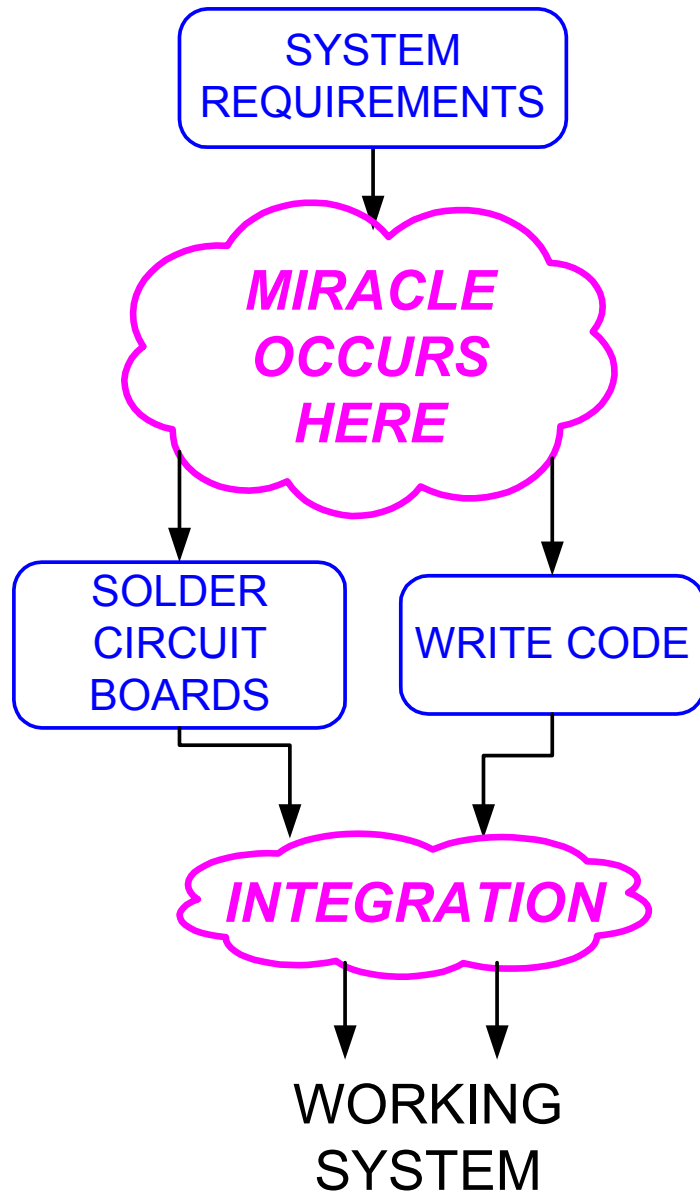 SYSTEM
REQUIREMENTS
MIRACLE
OCCURS
HERE
SOLDER
CIRCUIT
BOARDS
WRITE CODE
INTEGRATION
WORKING
SYSTEM